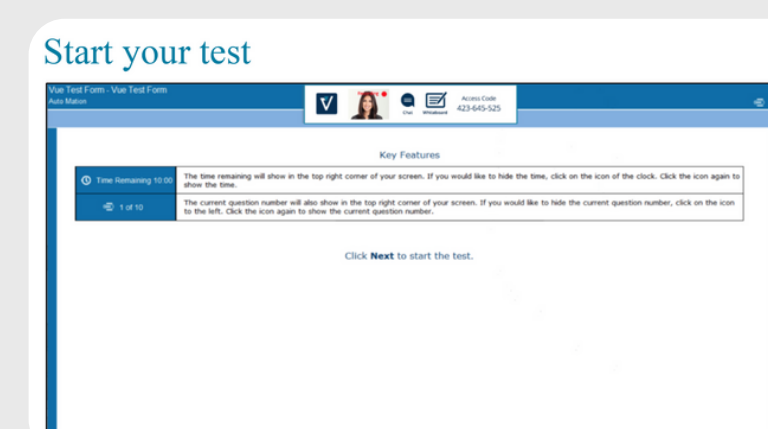 Start your test
Vue Test Form - Vue Test Form
Auto Mation
Chat
Whiteboard
Access Code
423-645-525
Key Features
Time Remaining 10:00
The time remaining will show in the top right corner of your screen. If you would like to hide the time, click on the icon of the clock. Click the icon again to
show the time.
1 of 10
The current question number will also show in the top right corner of your screen. If you would like to hide the current question number, click on the icon
to the left. Click the icon again to show the current question number.
Click Next to start the test.